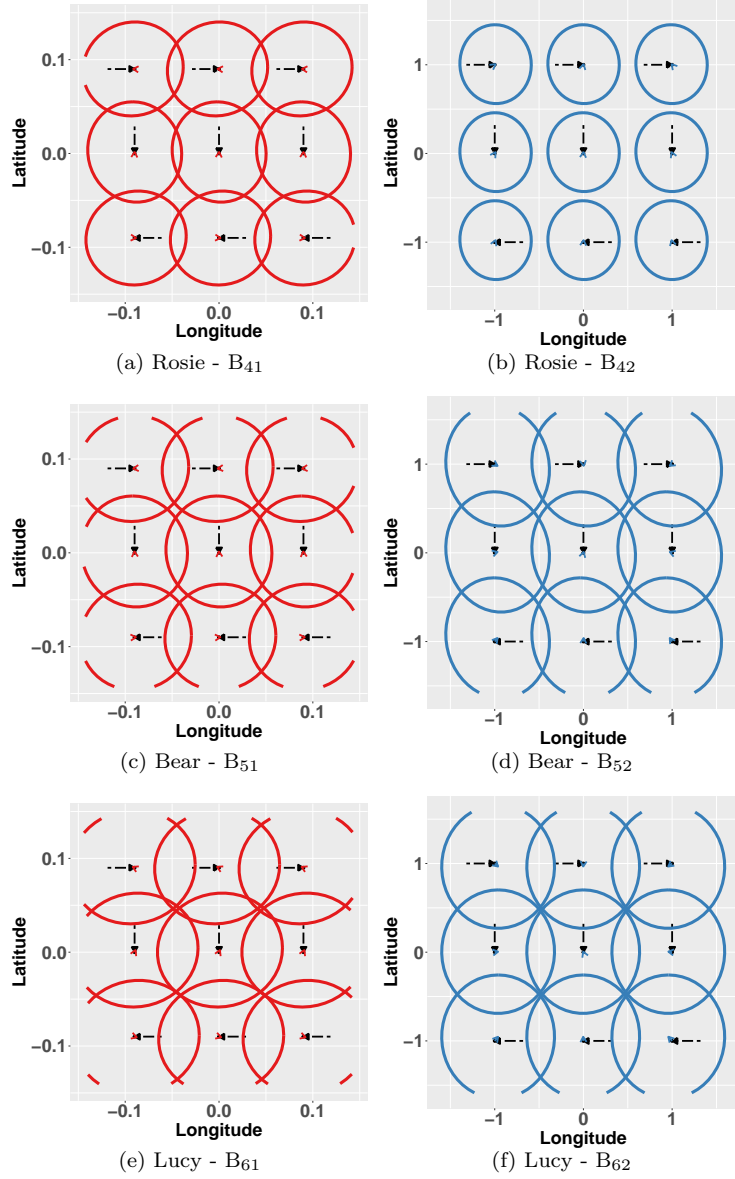 0.1
0.0
−0.1
Latitude
−0.1 0.0 0.1
Longitude
(a) Rosie - B41
1
0
−1
Latitude
−1 0 1
Longitude
(b) Rosie - B42
0.1
0.0
−0.1
Latitude
−0.1 0.0 0.1
Longitude
(c) Bear - B51
1
0
−1
Latitude
−1 0 1
Longitude
(d) Bear - B52
0.1
0.0
−0.1
Latitude
−0.1 0.0 0.1
Longitude
(e) Lucy - B61
1
0
−1
Latitude
−1 0 1
Longitude
(f) Lucy - B62